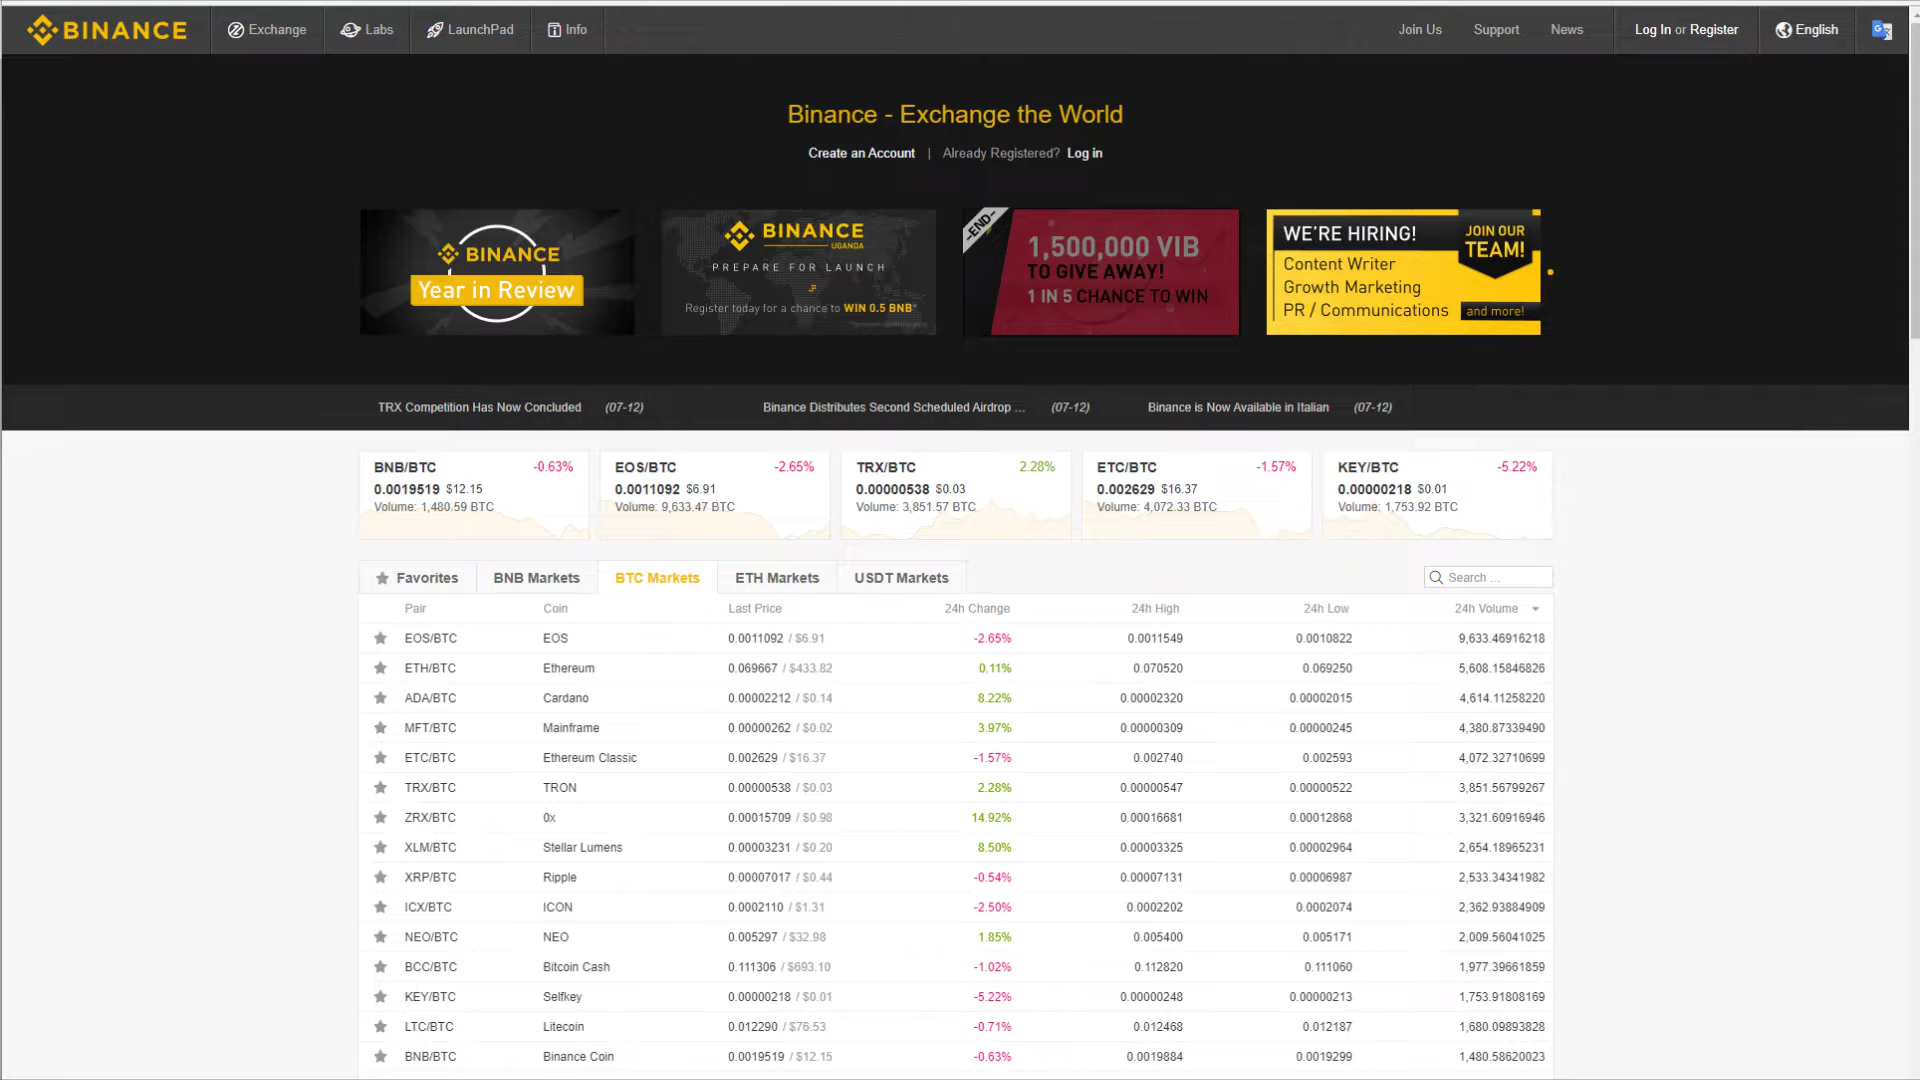 BINANCE Exchange Labs LaunchPad Info Join Us Support News Log In or Register English
Binance - Exchange the World
Create an Account | Already Registered? Log in
BINANCE
Year in Review
BINANCE
UGANDA
PREPARE FOR LAUNCH
Register today for a chance to WIN 0.5 BNB*
-END-
1,500,000 VIB
TO GIVE AWAY!
1 IN 5 CHANCE TO WIN
WE'RE HIRING!
JOIN OUR
TEAM!
Content Writer
Growth Marketing
PR / Communications
and more!
TRX Competition Has Now Concluded (07-12) Binance Distributes Second Scheduled Airdrop ... (07-12) Binance is Now Available in Italian (07-12)
BNB/BTC -0.63%
0.0019519 $12.15
Volume: 1,480.59 BTC
EOS/BTC -2.65%
0.0011092 $6.91
Volume: 9,633.47 BTC
TRX/BTC 2.28%
0.00000538 $0.03
Volume: 3,851.57 BTC
ETC/BTC -1.57%
0.002629 $16.37
Volume: 4,072.33 BTC
KEY/BTC -5.22%
0.00000218 $0.01
Volume: 1,753.92 BTC
Favorites BNB Markets BTC Markets ETH Markets USDT Markets Search ...
Pair Coin Last Price 24h Change 24h High 24h Low 24h Volume
EOS/BTC EOS 0.0011092 / $6.91 -2.65% 0.0011549 0.0010822 9,633.46916218
ETH/BTC Ethereum 0.069667 / $433.82 0.11% 0.070520 0.069250 5,608.15846826
ADA/BTC Cardano 0.00002212 / $0.14 8.22% 0.00002320 0.00002015 4,614.11258220
MFT/BTC Mainframe 0.00000262 / $0.02 3.97% 0.00000309 0.00000245 4,380.87339490
ETC/BTC Ethereum Classic 0.002629 / $16.37 -1.57% 0.002740 0.002593 4,072.32710699
TRX/BTC TRON 0.00000538 / $0.03 2.28% 0.00000547 0.00000522 3,851.56799267
ZRX/BTC 0x 0.00015709 / $0.98 14.92% 0.00016681 0.00012868 3,321.60916946
XLM/BTC Stellar Lumens 0.00003231 / $0.20 8.50% 0.00003325 0.00002964 2,654.18965231
XRP/BTC Ripple 0.00007017 / $0.44 -0.54% 0.00007131 0.00006987 2,533.34341982
ICX/BTC ICON 0.0002110 / $1.31 -2.50% 0.0002202 0.0002074 2,362.93884909
NEO/BTC NEO 0.005297 / $32.98 1.85% 0.005400 0.005171 2,009.56041025
BCC/BTC Bitcoin Cash 0.111306 / $693.10 -1.02% 0.112820 0.111060 1,977.39661859
KEY/BTC Selfkey 0.00000218 / $0.01 -5.22% 0.00000248 0.00000213 1,753.91808169
LTC/BTC Litecoin 0.012290 / $76.53 -0.71% 0.012468 0.012187 1,680.09893828
BNB/BTC Binance Coin 0.0019519 / $12.15 -0.63% 0.0019884 0.0019299 1,480.58620023